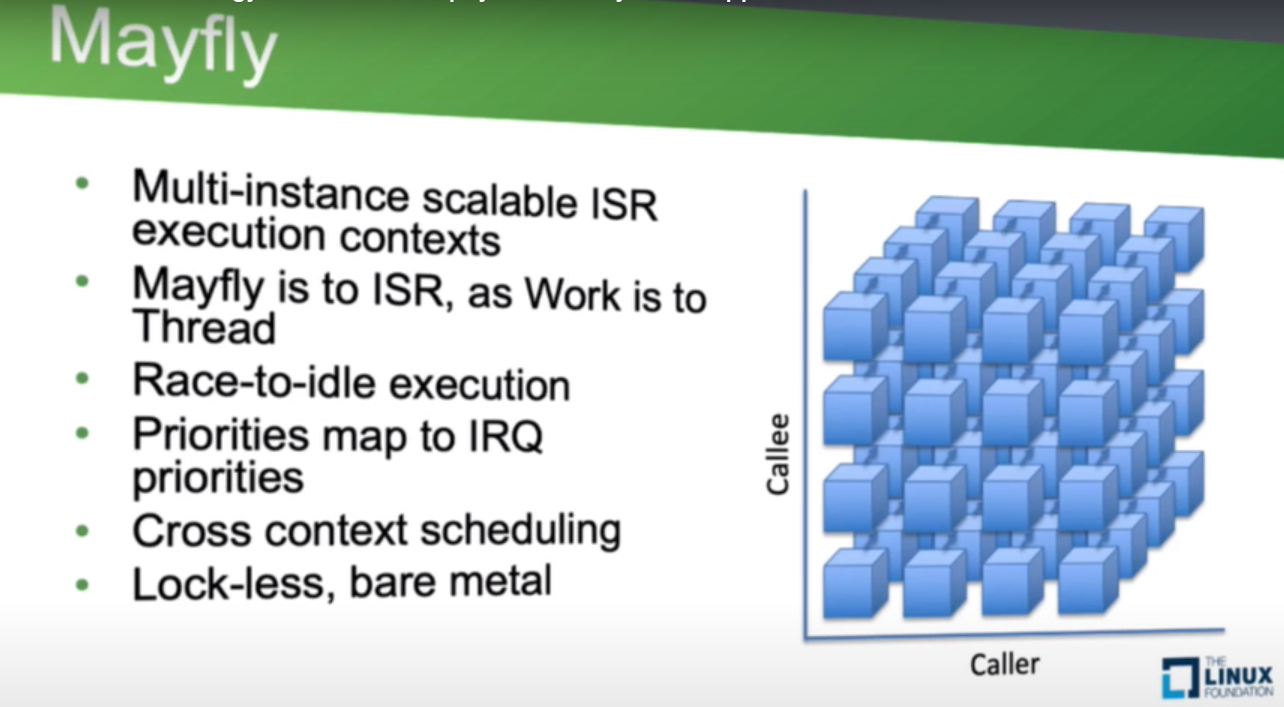 Mayfly
• Multi-instance scalable ISR
execution contexts
• Mayfly is to ISR, as Work is to
Thread
• Race-to-idle execution
• Priorities map to IRQ
priorities
• Cross context scheduling
• Lock-less, bare metal
Callee
Caller
THE
LINUX
FOUNDATION